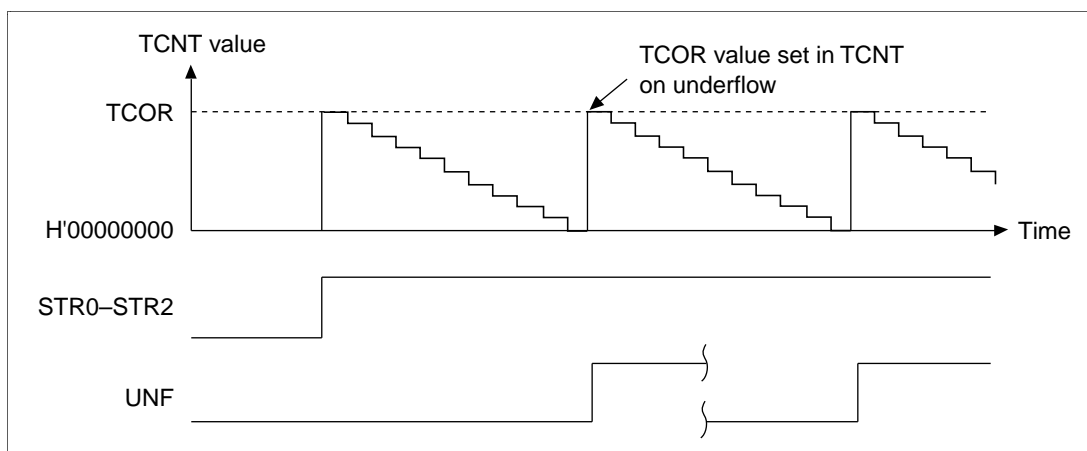 TCNT value
TCOR value set in TCNT
on underflow
TCOR
H'00000000
Time
STR0–STR2
UNF